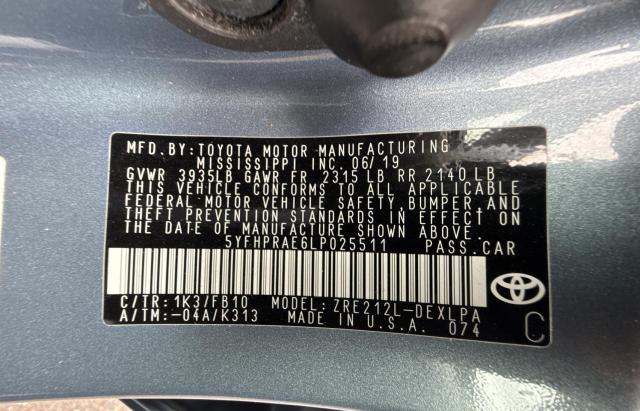 MFD. BY: TOYOTA MOTOR MANUFACTURING
MISSISSIPPI INC. 06/19
GVWR 3935LB GAWR FR 2315 LB RR 2140 LB
THIS VEHICLE CONFORMS TO ALL APPLICABLE
FEDERAL MOTOR VEHICLE SAFETY, BUMPER, AND
THEFT PREVENTION STANDARDS IN EFFECT ON
THE DATE OF MANUFACTURE SHOWN ABOVE.
5YFHPRAE6LP025511 PASS. CAR
C/TR: 1K3/FB10 MODEL: ZRE212L-DEXLPA
A/TM: -04A/K313 MADE IN U.S.A. 074
C